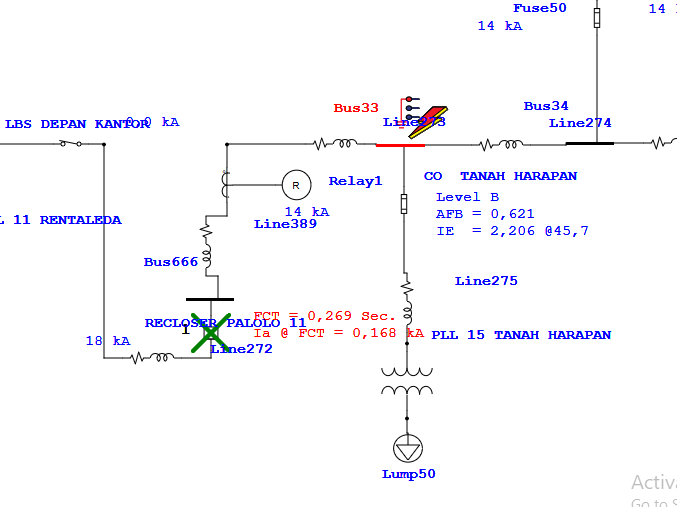 Fuse50
14
14 kA
Bus33
Bus34
LBS DEPAN KANTOR
0,0 kA
Line273
Line274
CO TANAH HARAPAN
Relay1
R
Level B
AFB = 0,621
IE = 2,206 @45,7
14 kA
L 11 RENTALEDA
Line389
Bus666
Line275
FCT = 0,269 Sec.
RECLOSER PALOLO 11
1
Ia @ FCT = 0,168 kA
PLL 15 TANAH HARAPAN
18 kA
Line272
Lump50
Activa
Go to S